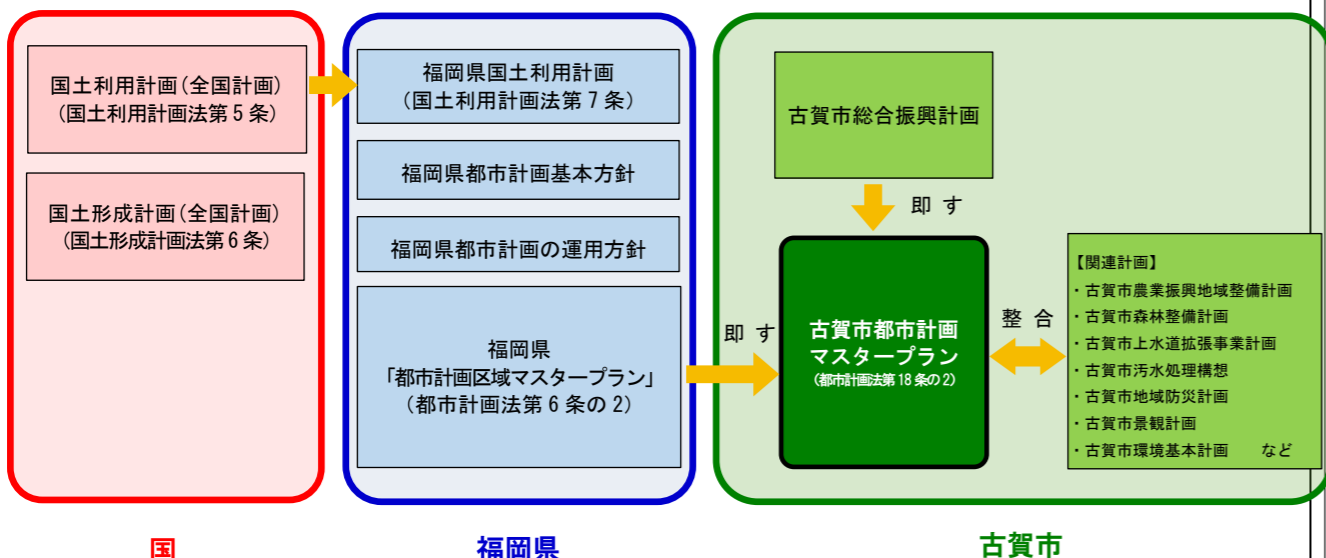 国土利用計画(全国計画)
(国土利用計画法第5条)
国土形成計画(全国計画)
(国土形成計画法第6条)
国
福岡県国土利用計画
(国土利用計画法第7条)
福岡県都市計画基本方針
福岡県都市計画の運用方針
福岡県
「都市計画区域マスタープラン」
(都市計画法第6条の2)
福岡県
古賀市総合振興計画
即す
即す
古賀市都市計画
マスタープラン
(都市計画法第18条の2)
整合
【関連計画】
・古賀市農業振興地域整備計画
・古賀市森林整備計画
・古賀市上水道拡張事業計画
・古賀市汚水処理構想
・古賀市地域防災計画
・古賀市景観計画
・古賀市環境基本計画 など
古賀市